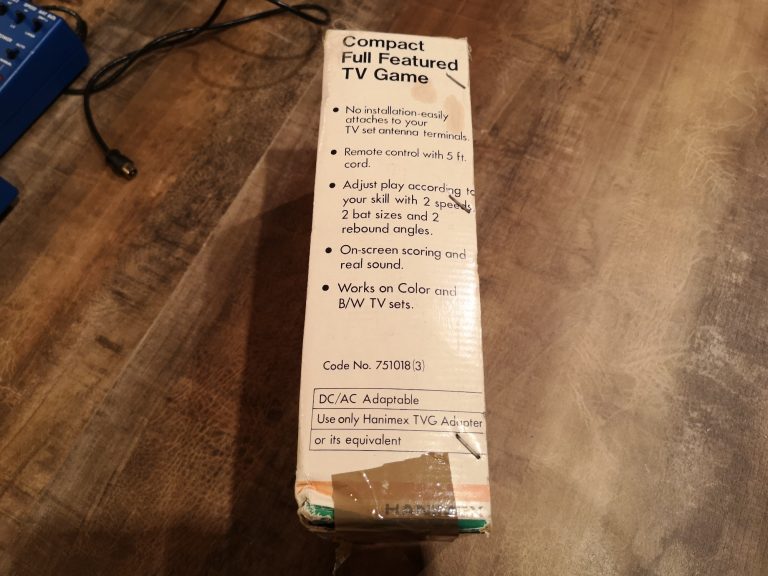 Compact
Full Featured
TV Game
• No installation-easily
attaches to your
TV set antenna terminals.
• Remote control with 5 ft.
cord.
• Adjust play according to
your skill with 2 speeds,
2 bat sizes and 2
rebound angles.
• On-screen scoring and
real sound.
• Works on Color and
B/W TV sets.
Code No. 751018(3)
DC/AC Adaptable
Use only Hanimex TVG Adapter
or its equivalent
HANIMEX